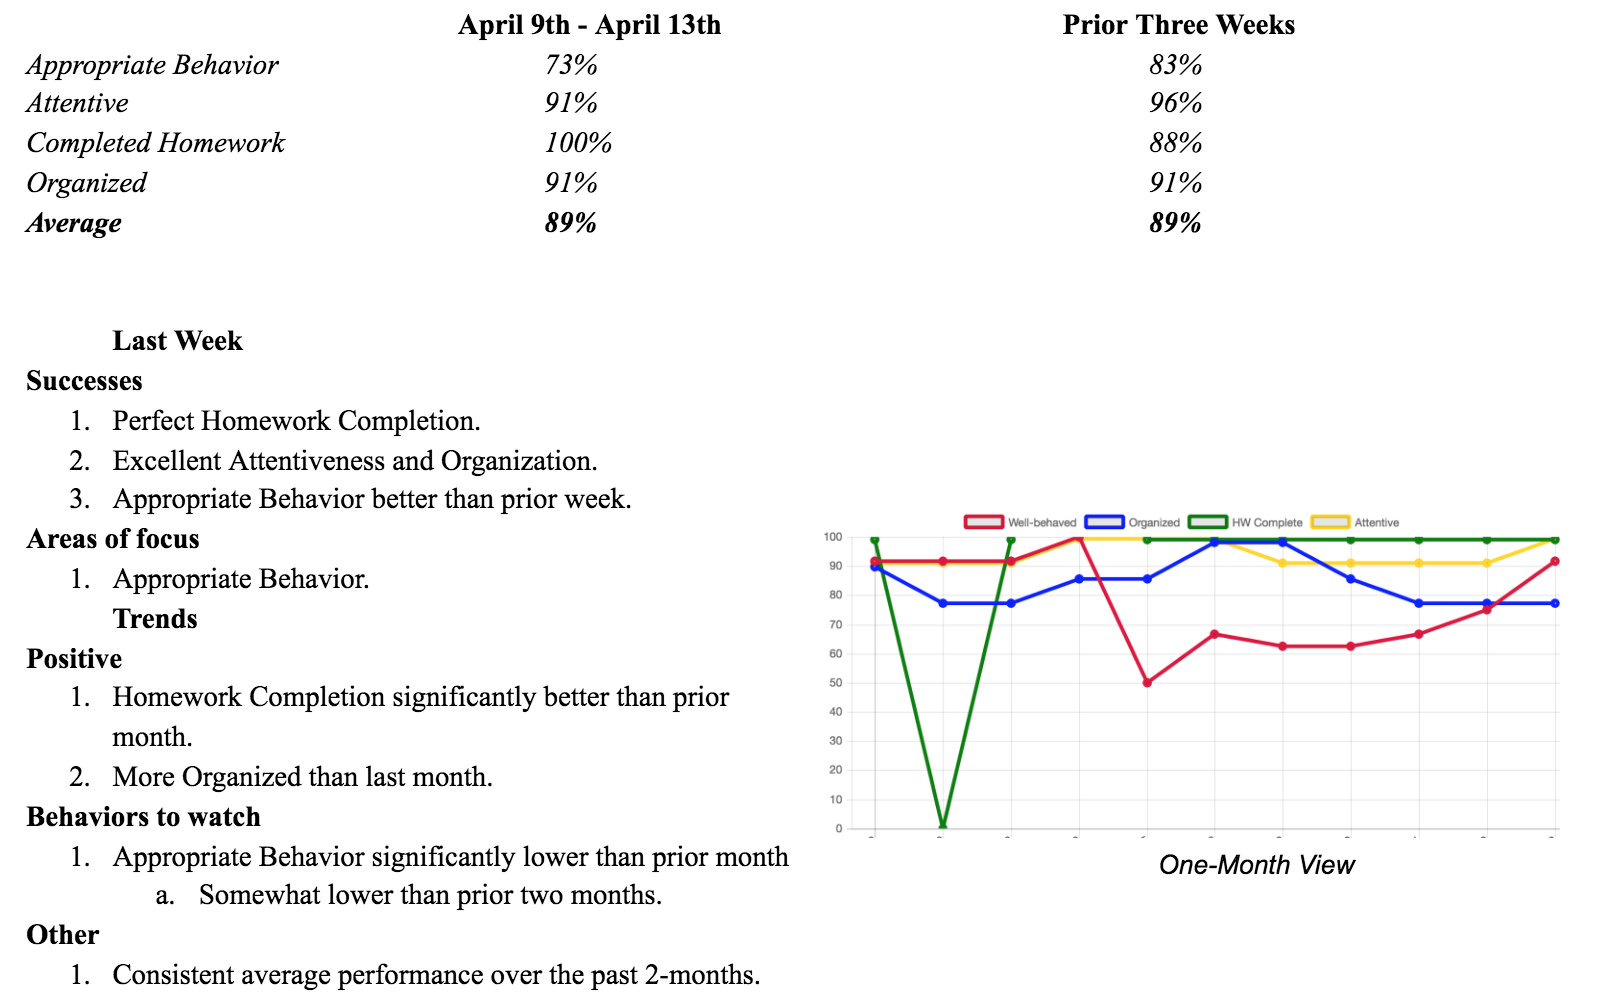 April 9th - April 13th Prior Three Weeks
Appropriate Behavior 73% 83%
Attentive 91% 96%
Completed Homework 100% 88%
Organized 91% 91%
Average 89% 89%
Last Week
Successes
1. Perfect Homework Completion.
2. Excellent Attentiveness and Organization.
3. Appropriate Behavior better than prior week.
Areas of focus
1. Appropriate Behavior.
Trends
Positive
1. Homework Completion significantly better than prior
month.
2. More Organized than last month.
Behaviors to watch
1. Appropriate Behavior significantly lower than prior month
a. Somewhat lower than prior two months.
Other
1. Consistent average performance over the past 2-months.
Well-behaved Organized HW Complete Attentive
100
90
80
70
60
50
40
30
20
10
0
One-Month View